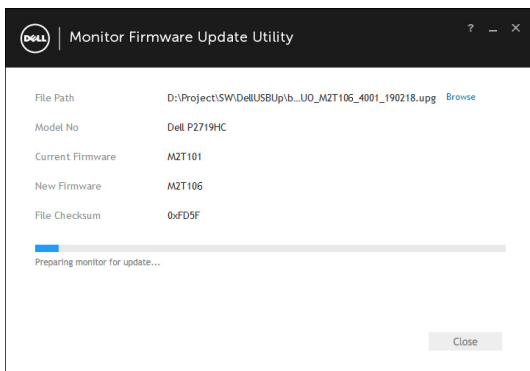 DELL Monitor Firmware Update Utility ? _ X
File Path D:\Project\SW\DellUSBUp\b...UO_M2T106_4001_190218.upg Browse
Model No Dell P2719HC
Current Firmware M2T101
New Firmware M2T106
File Checksum 0xFD5F
Preparing monitor for update...
Close